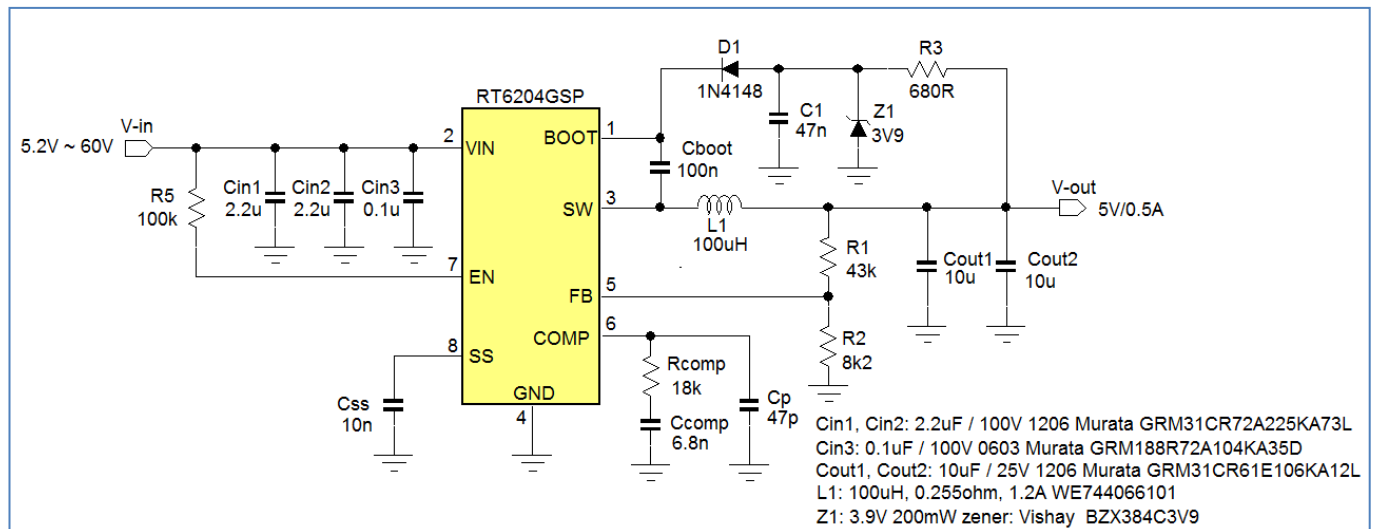 D1
1N4148
R3
680R
RT6204GSP
C1
47n
Z1
3V9
V-in
5.2V ~ 60V
2
VIN
BOOT
1
Cboot
100n
R5
100k
Cin1
2.2u
Cin2
2.2u
Cin3
0.1u
SW
3
L1
100uH
V-out
5V/0.5A
R1
43k
Cout1
10u
Cout2
10u
7
EN
FB
5
COMP
6
R2
8k2
8
SS
Rcomp
18k
Css
10n
GND
4
Ccomp
6.8n
Cp
47p
Cin1, Cin2: 2.2uF / 100V 1206 Murata GRM31CR72A225KA73L
Cin3: 0.1uF / 100V 0603 Murata GRM188R72A104KA35D
Cout1, Cout2: 10uF / 25V 1206 Murata GRM31CR61E106KA12L
L1: 100uH, 0.255ohm, 1.2A WE744066101
Z1: 3.9V 200mW zener: Vishay BZX384C3V9